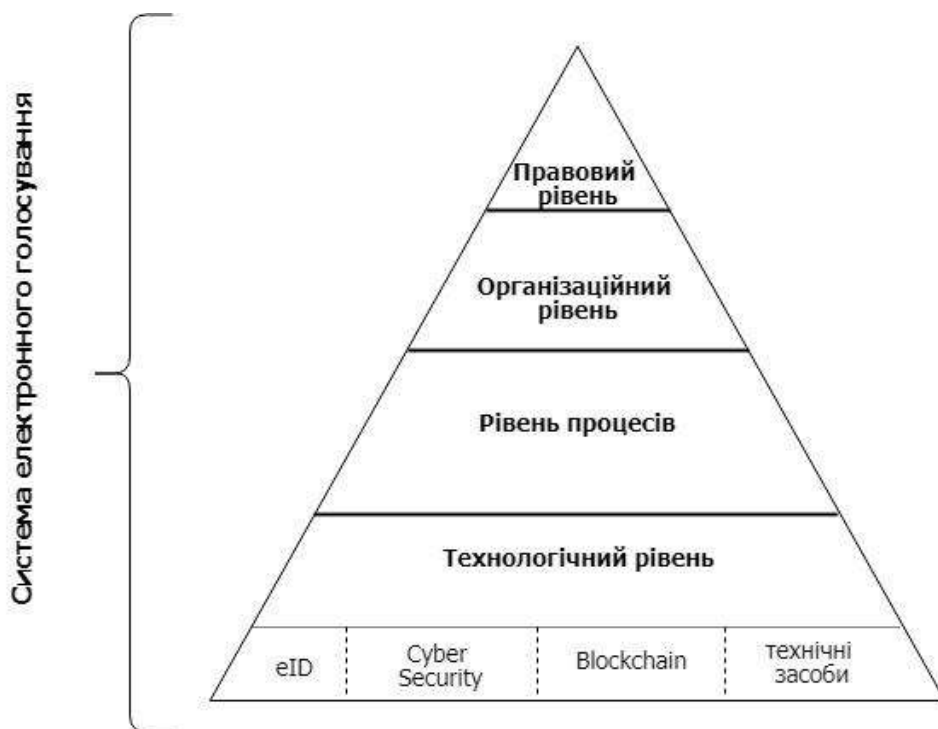 Система електронного голосування
Правовий
рівень
Організаційний
рівень
Рівень процесів
Технологічний рівень
eID
Cyber
Security
Blockchain
технічні
засоби